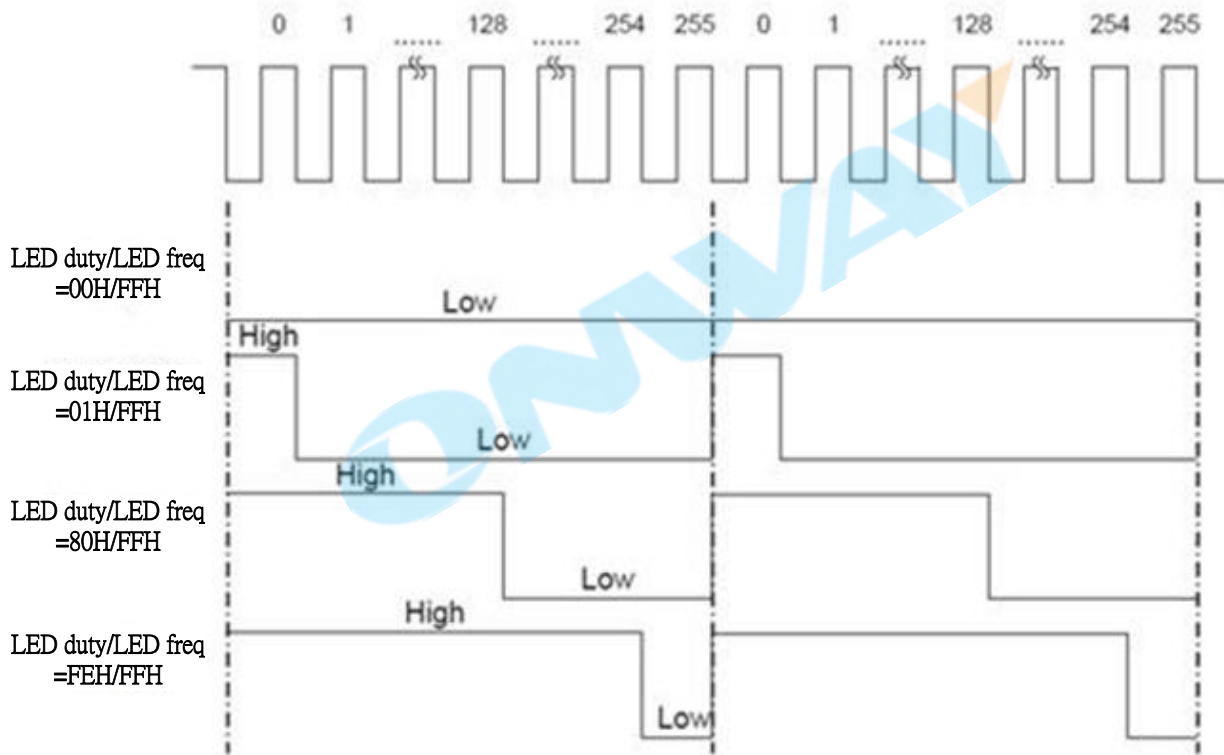 0 1 ....... 128 ....... 254 255 0 1 ....... 128 ....... 254 255
LED duty/LED freq
=00H/FFH
Low
High
LED duty/LED freq
=01H/FFH
Low
High
LED duty/LED freq
=80H/FFH
Low
High
LED duty/LED freq
=FEH/FFH
Low
ONWAY